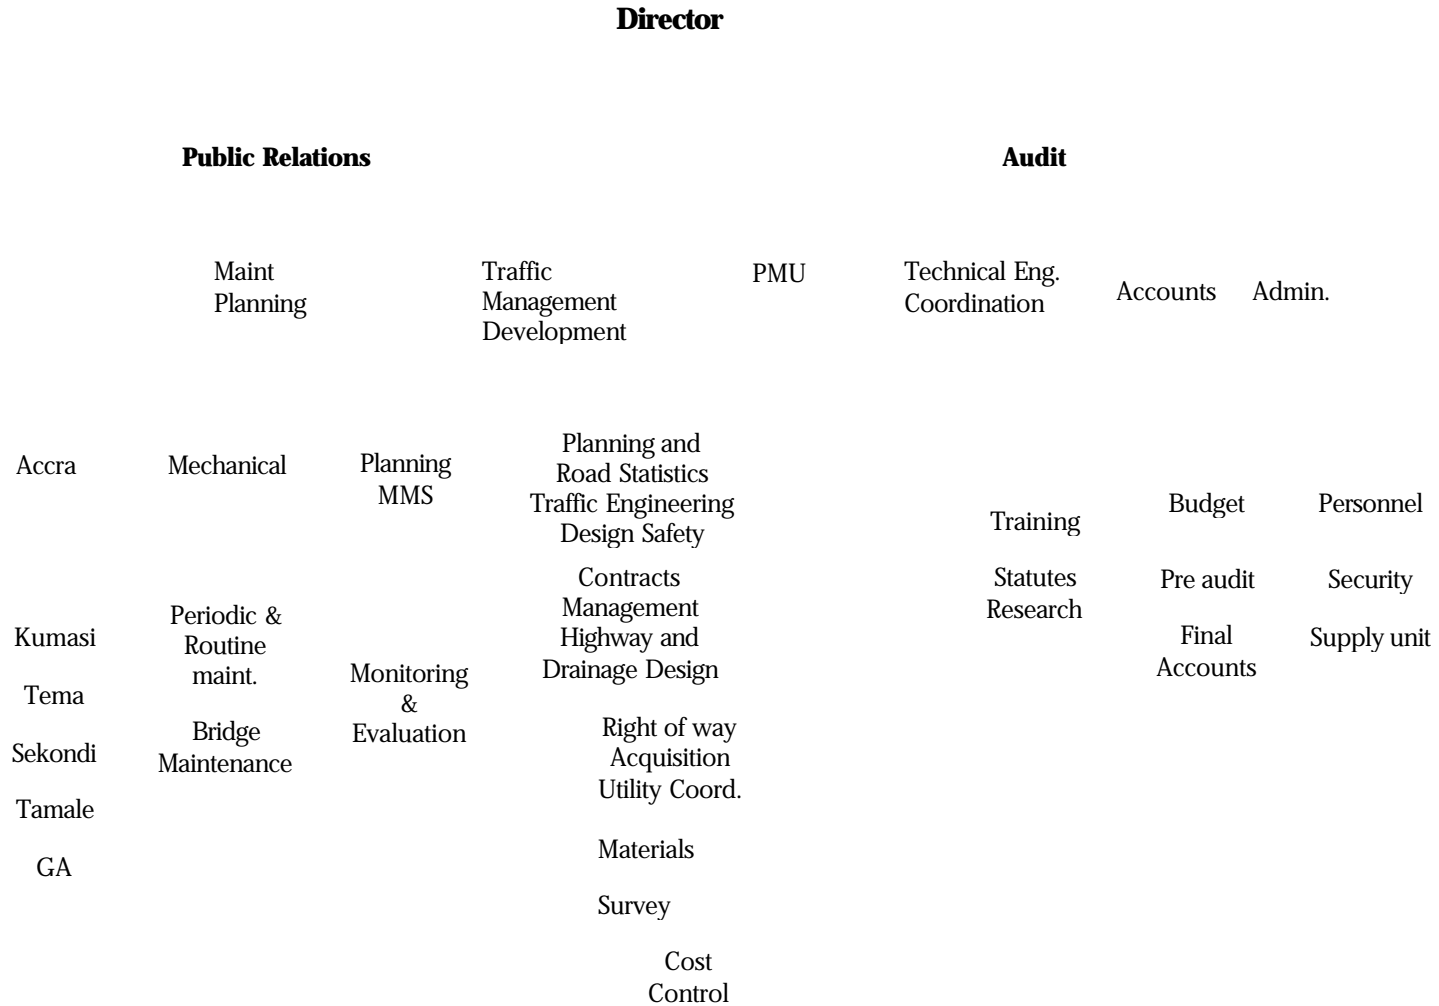 Director
Public Relations
Audit
Maint
Planning
Traffic
Management
Development
PMU
Technical Eng.
Coordination
Accounts
Admin.
Accra
Kumasi
Tema
Sekondi
Tamale
GA
Mechanical
Periodic &
Routine
maint.
Bridge
Maintenance
Planning
MMS
Monitoring
&
Evaluation
Planning and
Road Statistics
Traffic Engineering
Design Safety
Contracts
Management
Highway and
Drainage Design
Right of way
Acquisition
Utility Coord.
Materials
Survey
Cost
Control
Training
Statutes
Research
Budget
Pre audit
Final
Accounts
Personnel
Security
Supply unit